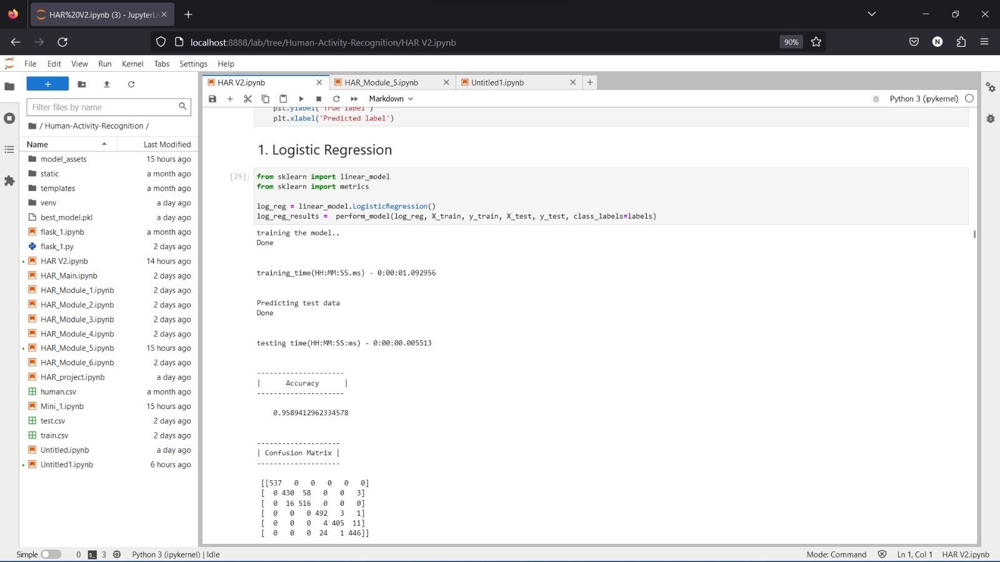 HAR%20V2.ipynb (3) - JupyterLa
localhost:8888/lab/tree/Human-Activity-Recognition/HAR V2.ipynb
90%
N
File Edit View Run Kernel Tabs Settings Help
HAR V2.ipynb
HAR_Module_5.ipynb
Untitled1.ipynb
Markdown
Python 3 (ipykernel)
Filter files by name
/ Human-Activity-Recognition /
Name Last Modified
model_assets 15 hours ago
static a month ago
templates a month ago
venv a day ago
best_model.pkl a day ago
flask_1.ipynb a month ago
flask_1.py 2 days ago
HAR V2.ipynb 14 hours ago
HAR_Main.ipynb 2 days ago
HAR_Module_1.ipynb 2 days ago
HAR_Module_2.ipynb 2 days ago
HAR_Module_3.ipynb 2 days ago
HAR_Module_4.ipynb 2 days ago
HAR_Module_5.ipynb 15 hours ago
HAR_Module_6.ipynb 2 days ago
HAR_project.ipynb a day ago
human.csv a month ago
Mini_1.ipynb 15 hours ago
test.csv 2 days ago
train.csv 2 days ago
Untitled.ipynb a day ago
Untitled1.ipynb 6 hours ago
plt.ylabel('True label')
plt.xlabel('Predicted label')
1. Logistic Regression
[29]:
from sklearn import linear_model
from sklearn import metrics
log_reg = linear_model.LogisticRegression()
log_reg_results =  perform_model(log_reg, X_train, y_train, X_test, y_test, class_labels=labels)
training the model..
Done
training_time(HH:MM:SS.ms) - 0:00:01.092956
Predicting test data
Done
testing time(HH:MM:SS:ms) - 0:00:00.005513
---------------------
|      Accuracy      |
---------------------
0.9589412962334578
--------------------
| Confusion Matrix |
--------------------
[[537   0   0   0   0   0]
[  0 430  58   0   0   3]
[  0  16 516   0   0   0]
[  0   0   0 492   3   1]
[  0   0   0   4 405  11]
[  0   0   0  24   1 446]]
Simple 0 3 Python 3 (ipykernel) | Idle Mode: Command Ln 1, Col 1 HAR V2.ipynb